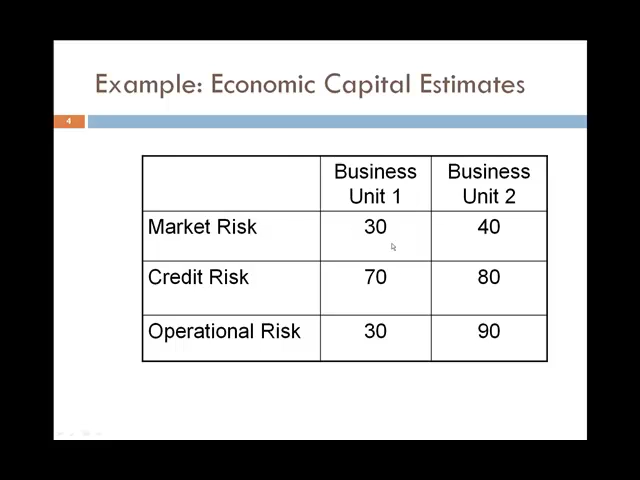 Example: Economic Capital Estimates
4
Business Unit 1
Business Unit 2
Market Risk 30 40
Credit Risk 70 80
Operational Risk 30 90